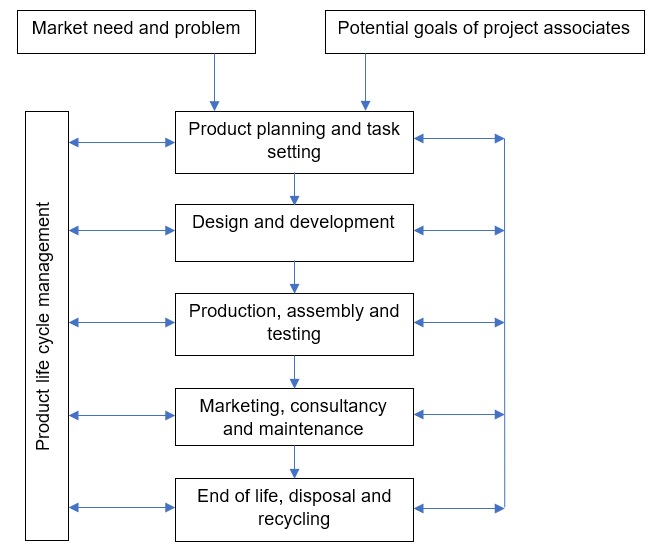 Market need and problem
Potential goals of project associates
Product planning and task
setting
Design and development
Production, assembly and
testing
Marketing, consultancy
and maintenance
End of life, disposal and
recycling
Product life cycle management